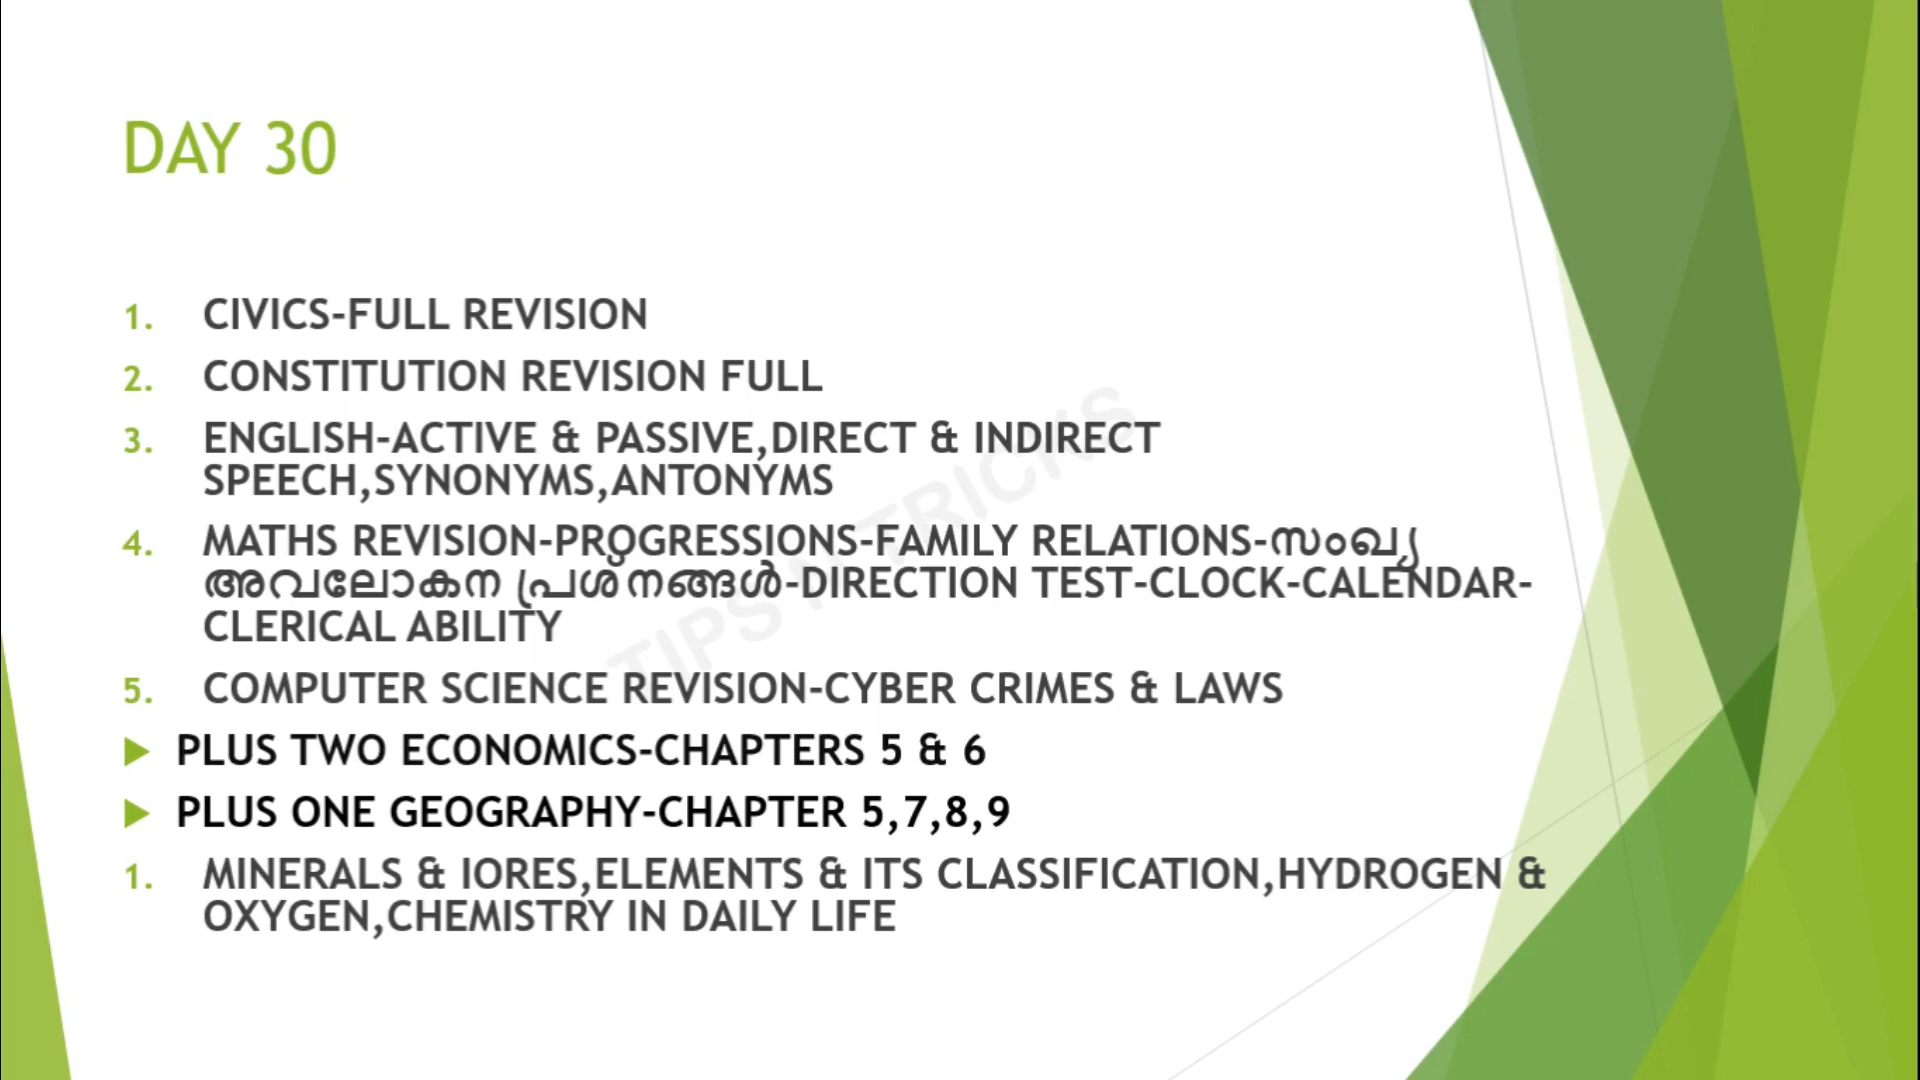 DAY 30
1. CIVICS-FULL REVISION
2. CONSTITUTION REVISION FULL
3. ENGLISH-ACTIVE & PASSIVE,DIRECT & INDIRECT
SPEECH,SYNONYMS,ANTONYMS
4. MATHS REVISION-PROGRESSIONS-FAMILY RELATIONS-സംഖ്യ
അവലോകന പ്രശ്നങ്ങൾ-DIRECTION TEST-CLOCK-CALENDAR-
CLERICAL ABILITY
5. COMPUTER SCIENCE REVISION-CYBER CRIMES & LAWS
PLUS TWO ECONOMICS-CHAPTERS 5 & 6
PLUS ONE GEOGRAPHY-CHAPTER 5,7,8,9
1. MINERALS & IORES,ELEMENTS & ITS CLASSIFICATION,HYDROGEN &
OXYGEN,CHEMISTRY IN DAILY LIFE
TIPS N TRICKS